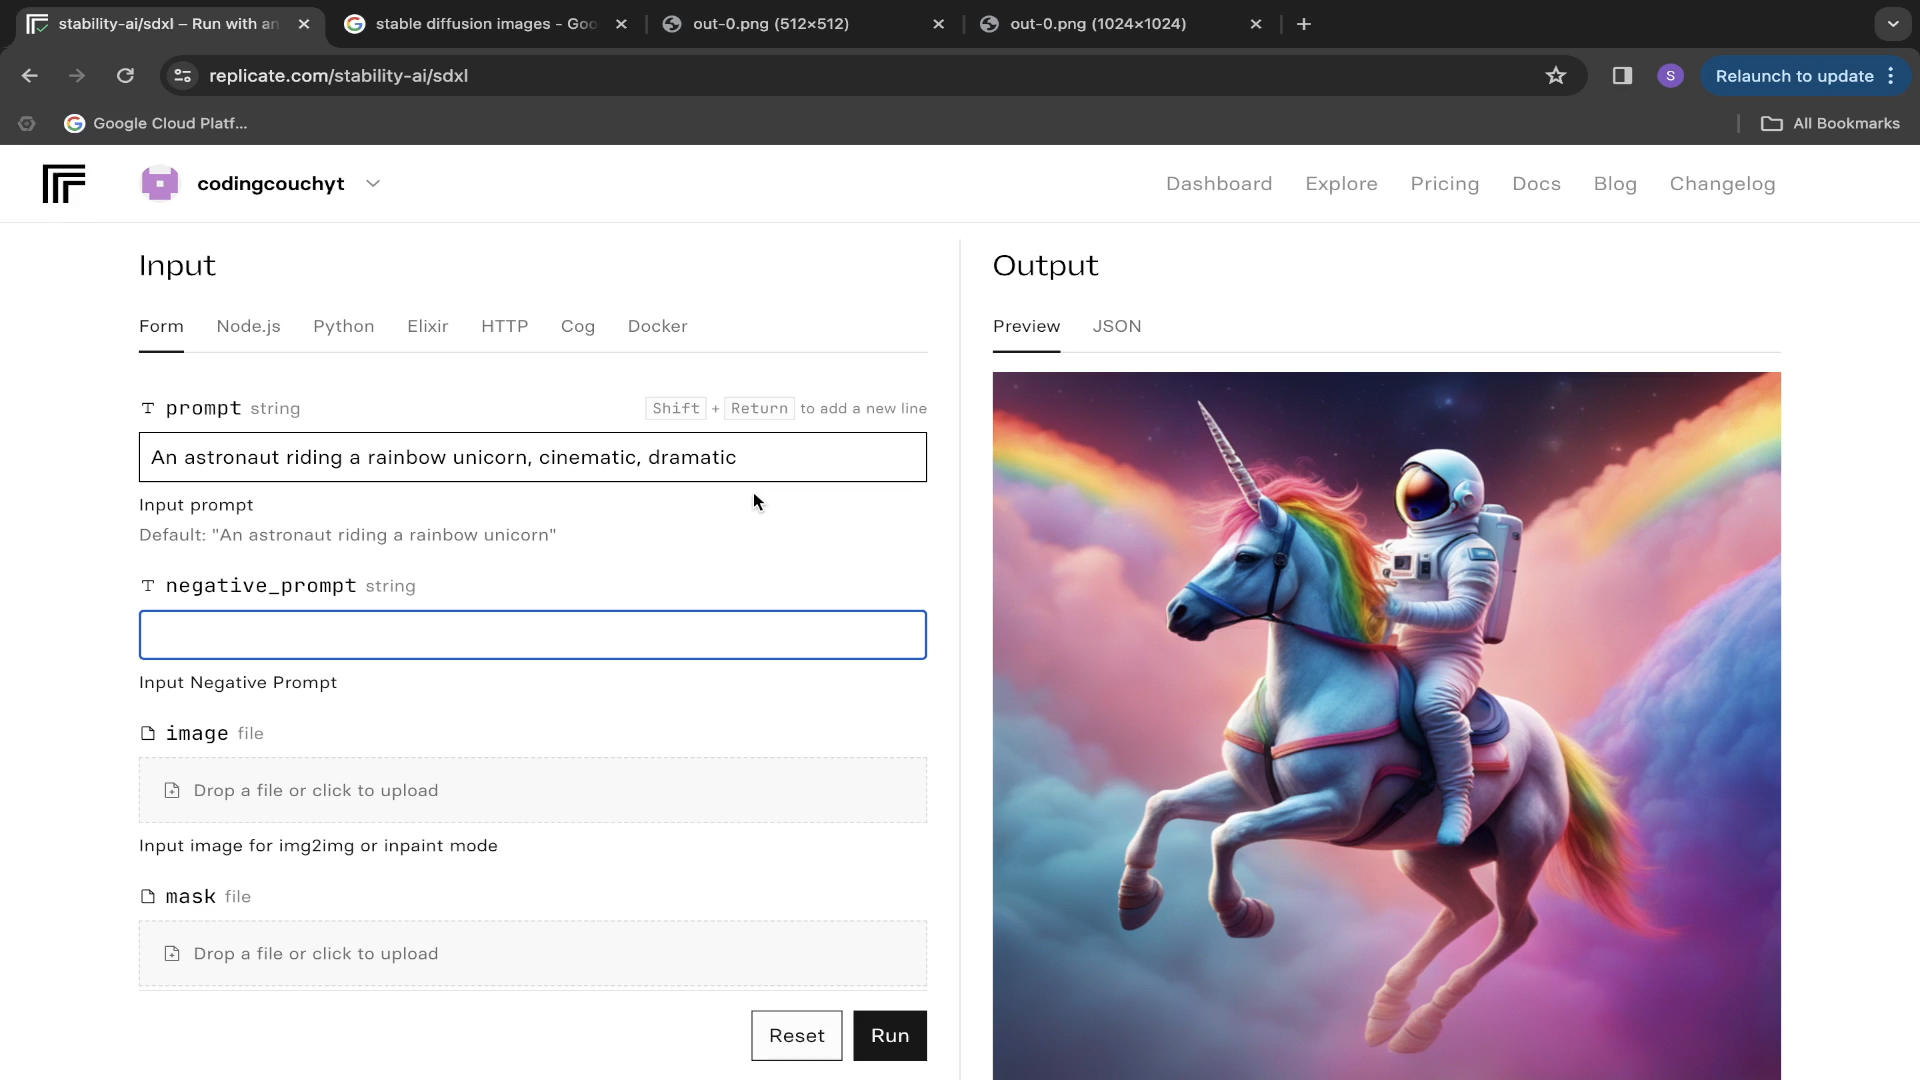 stability-ai/sdxl – Run with an
stable diffusion images - Goo
out-0.png (512×512)
out-0.png (1024×1024)
replicate.com/stability-ai/sdxl
S
Relaunch to update
Google Cloud Platf...
All Bookmarks
codingcouchyt
Dashboard
Explore
Pricing
Docs
Blog
Changelog
Input
Form
Node.js
Python
Elixir
HTTP
Cog
Docker
prompt string
Shift + Return to add a new line
An astronaut riding a rainbow unicorn, cinematic, dramatic
Input prompt
Default: "An astronaut riding a rainbow unicorn"
negative_prompt string
Input Negative Prompt
image file
Drop a file or click to upload
Input image for img2img or inpaint mode
mask file
Drop a file or click to upload
Reset
Run
Output
Preview
JSON